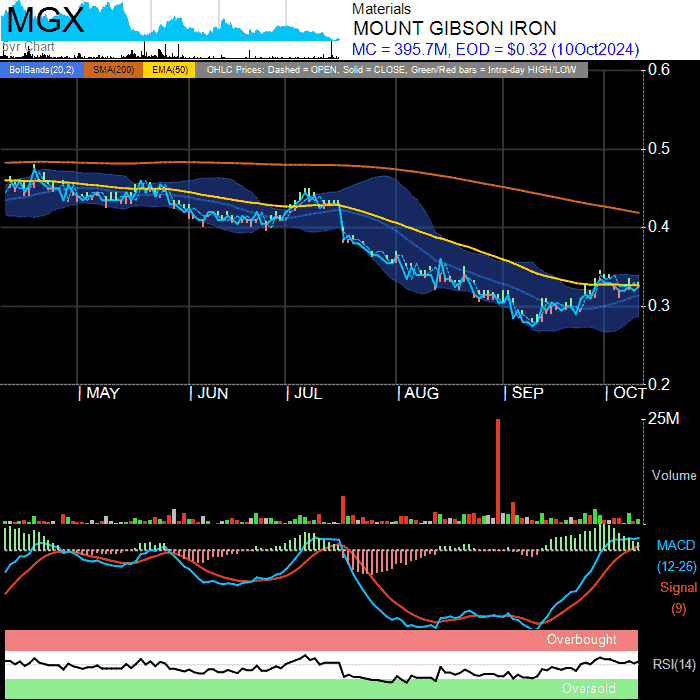 MGX
5yr Chart
Materials
MOUNT GIBSON IRON
MC = 395.7M, EOD = $0.32 (10Oct2024)
BollBands(20,2) SMA(200) EMA(50) OHLC Prices: Dashed = OPEN, Solid = CLOSE, Green/Red bars = Intra-day HIGH/LOW
0.6
0.5
0.4
0.3
0.2
MAY JUN JUL AUG SEP OCT
25M
Volume
MACD
(12-26)
Signal
(9)
Overbought
RSI(14)
Oversold